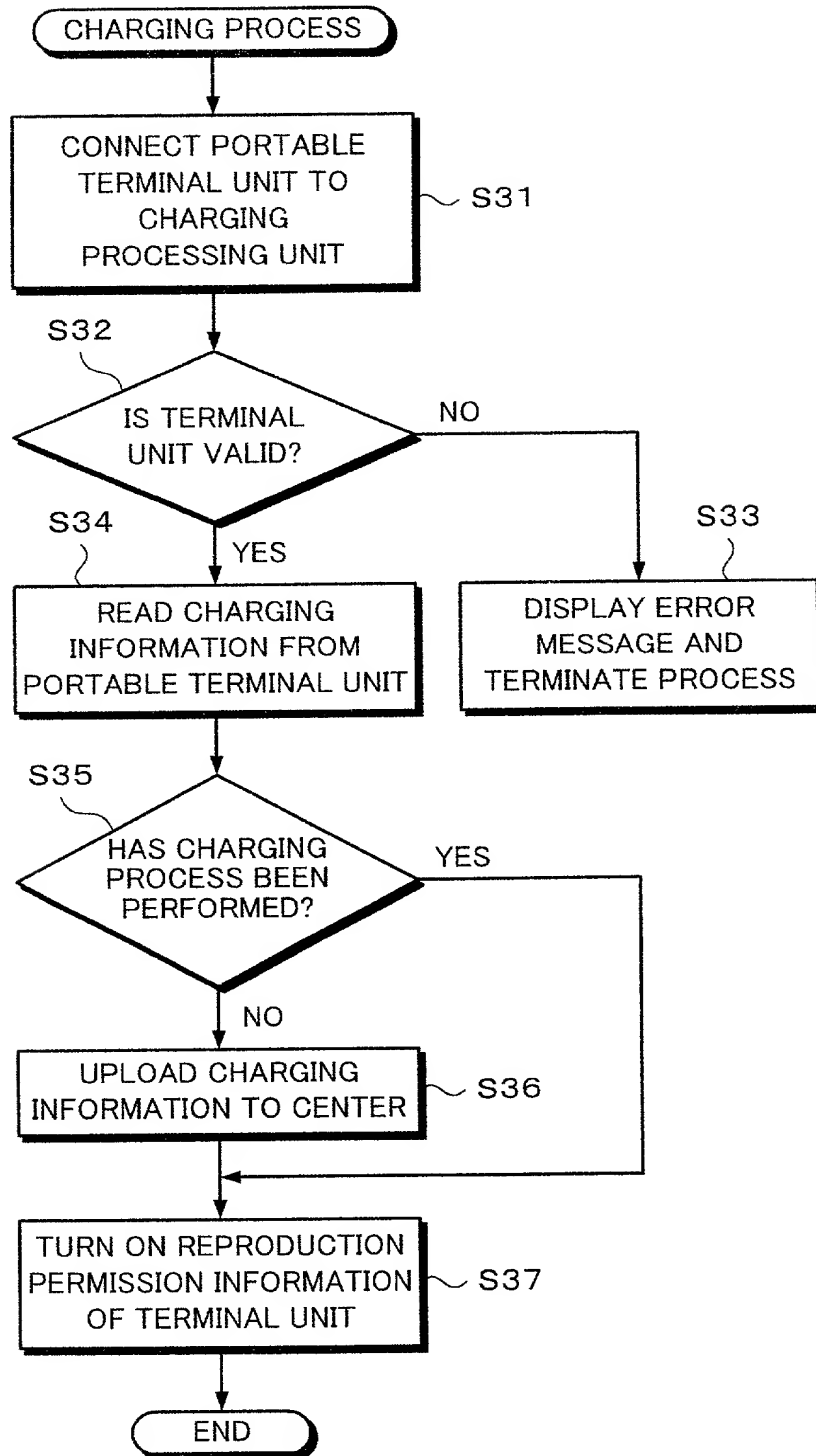 CHARGING PROCESS
CONNECT PORTABLE
TERMINAL UNIT TO
CHARGING
PROCESSING UNIT
S31
S32
IS TERMINAL
UNIT VALID?
NO
S34
YES
S33
READ CHARGING
INFORMATION FROM
PORTABLE TERMINAL UNIT
DISPLAY ERROR
MESSAGE AND
TERMINATE PROCESS
S35
HAS CHARGING
PROCESS BEEN
PERFORMED?
YES
NO
UPLOAD CHARGING
INFORMATION TO CENTER
S36
TURN ON REPRODUCTION
PERMISSION INFORMATION
OF TERMINAL UNIT
S37
END